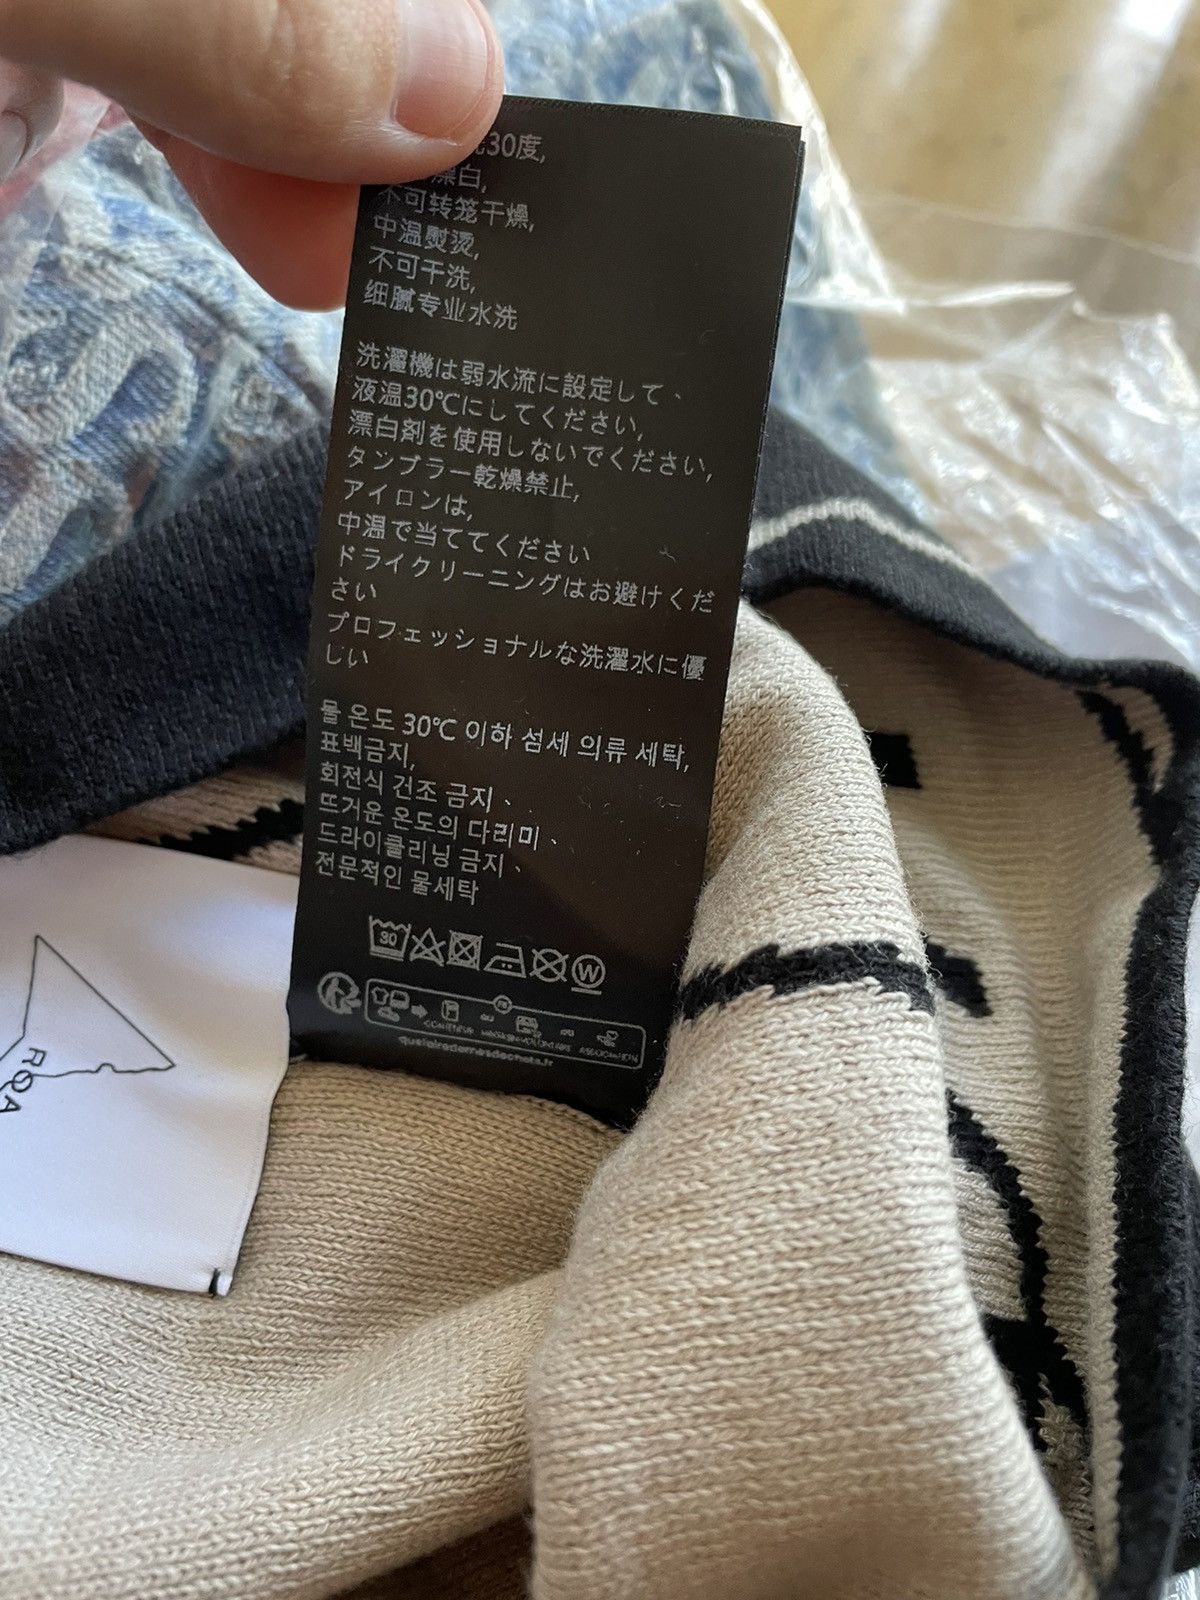 30度,
漂白,
不可转笼干燥,
中温熨烫,
不可干洗,
细腻专业水洗
洗濯機は弱水流に設定して、
液温30℃にしてください,
漂白剤を使用しないでください,
タンブラー乾燥禁止,
アイロンは,
中温で当ててください
ドライクリーニングはお避けくだ
さい
プロフェッショナルな洗濯水に優
しい
물 온도 30℃ 이하 섬세 의류 세탁,
표백금지,
회전식 건조 금지、
뜨거운 온도의 다리미、
드라이클리닝 금지、
전문적인 물세탁
30
W
quefairedemesdechets.fr
ROA